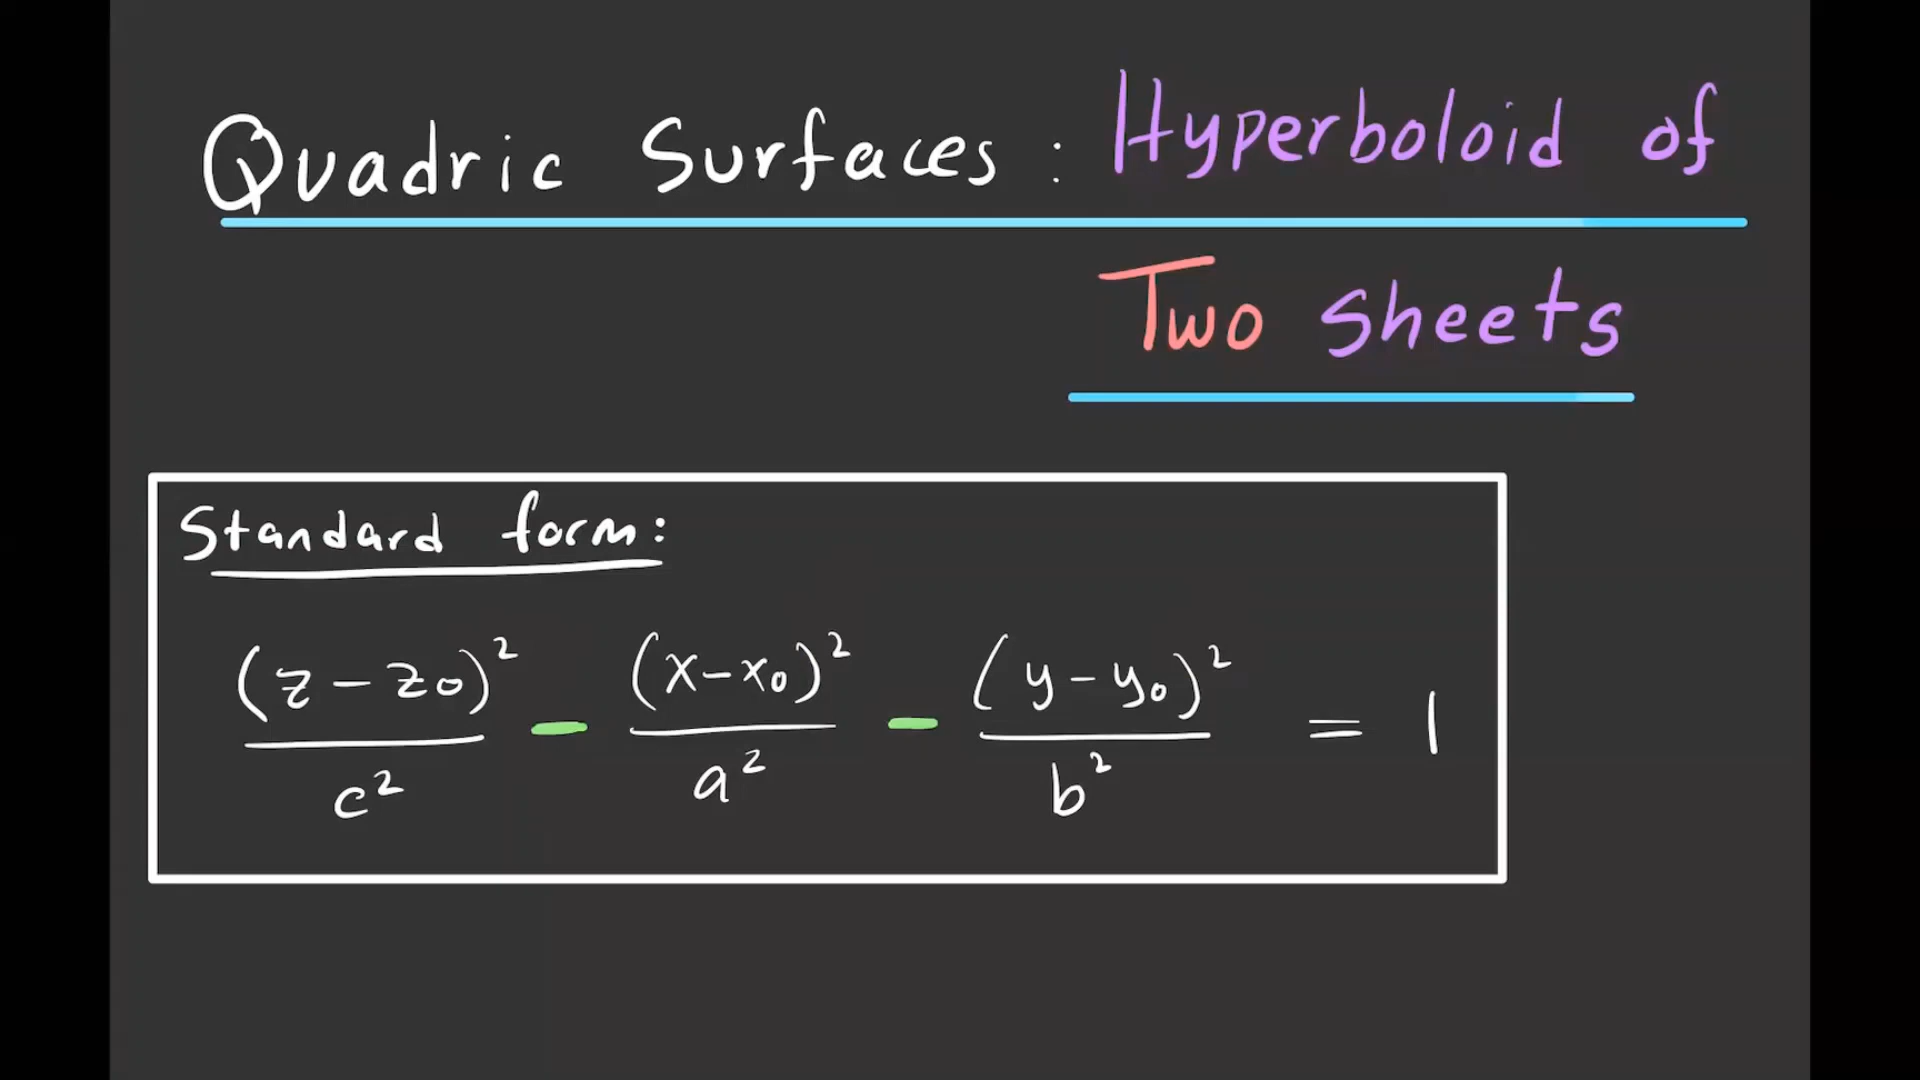 Quadric Surfaces: Hyperboloid of
Two Sheets
Standard form:
(z-z₀)²/c² - (x-x₀)²/a² - (y-y₀)²/b² = 1